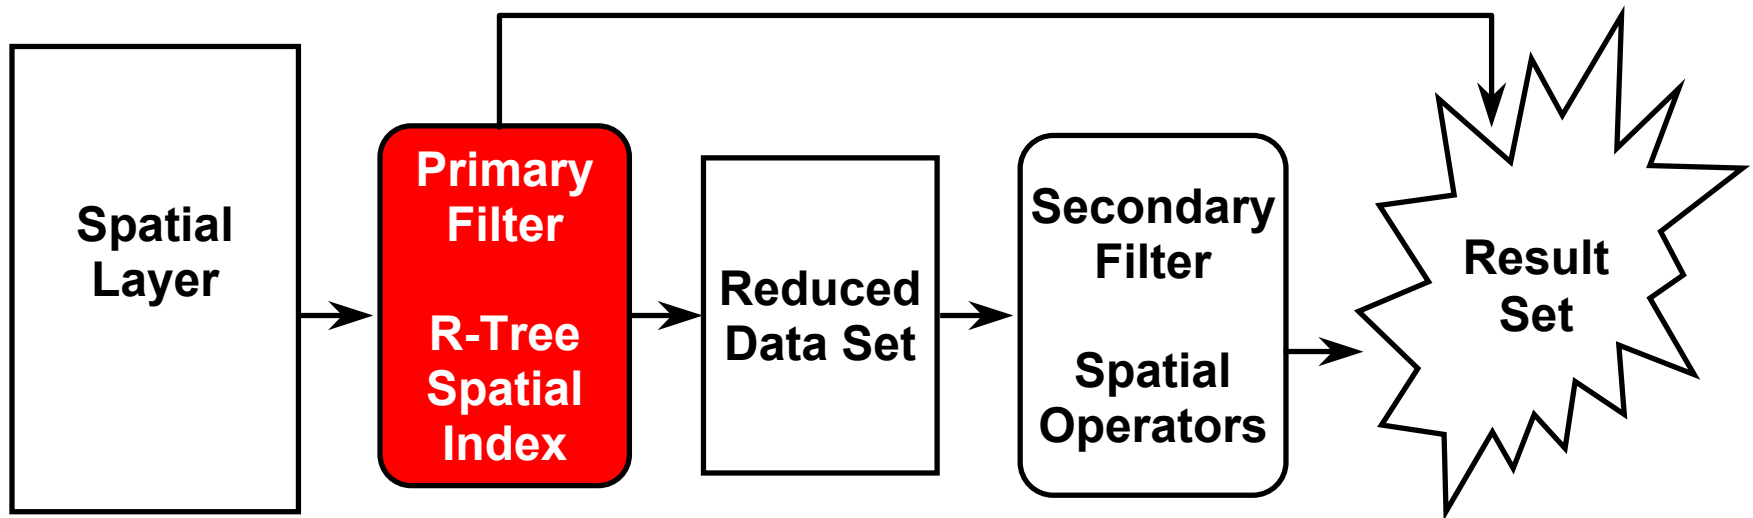 Spatial
Layer
Primary
Filter
R-Tree
Spatial
Index
Reduced
Data Set
Secondary
Filter
Spatial
Operators
Result
Set